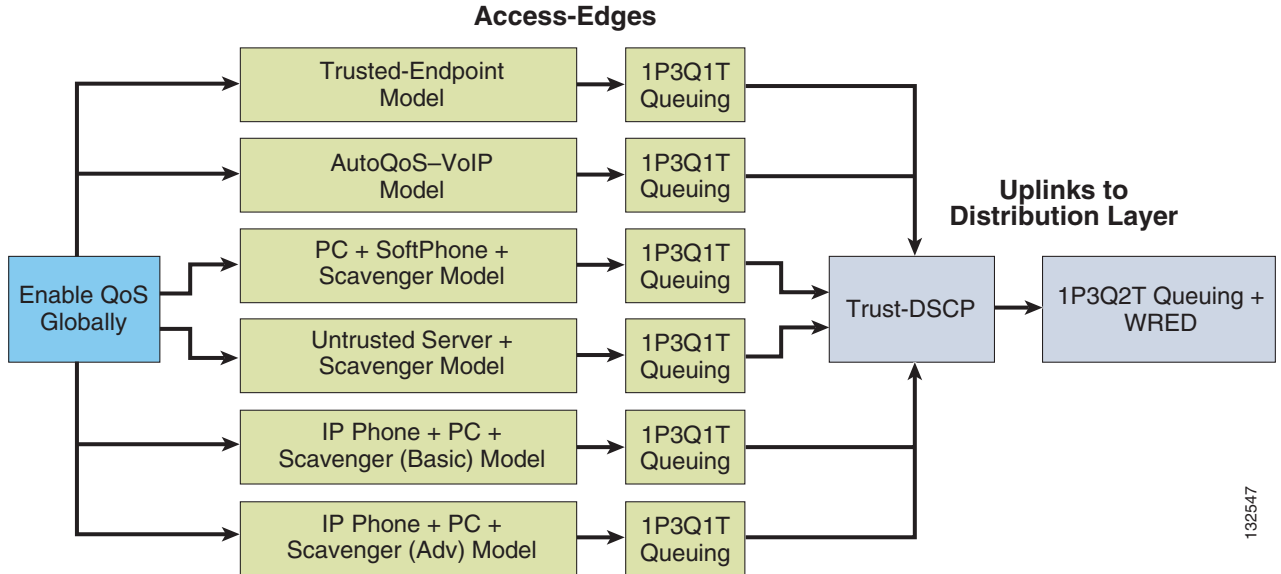 Access-Edges
Trusted-Endpoint
Model
1P3Q1T
Queuing
AutoQoS–VoIP
Model
1P3Q1T
Queuing
Uplinks to
Distribution Layer
PC + SoftPhone +
Scavenger Model
1P3Q1T
Queuing
Enable QoS
Globally
Trust-DSCP
1P3Q2T Queuing +
WRED
Untrusted Server +
Scavenger Model
1P3Q1T
Queuing
IP Phone + PC +
Scavenger (Basic) Model
1P3Q1T
Queuing
IP Phone + PC +
Scavenger (Adv) Model
1P3Q1T
Queuing
132547